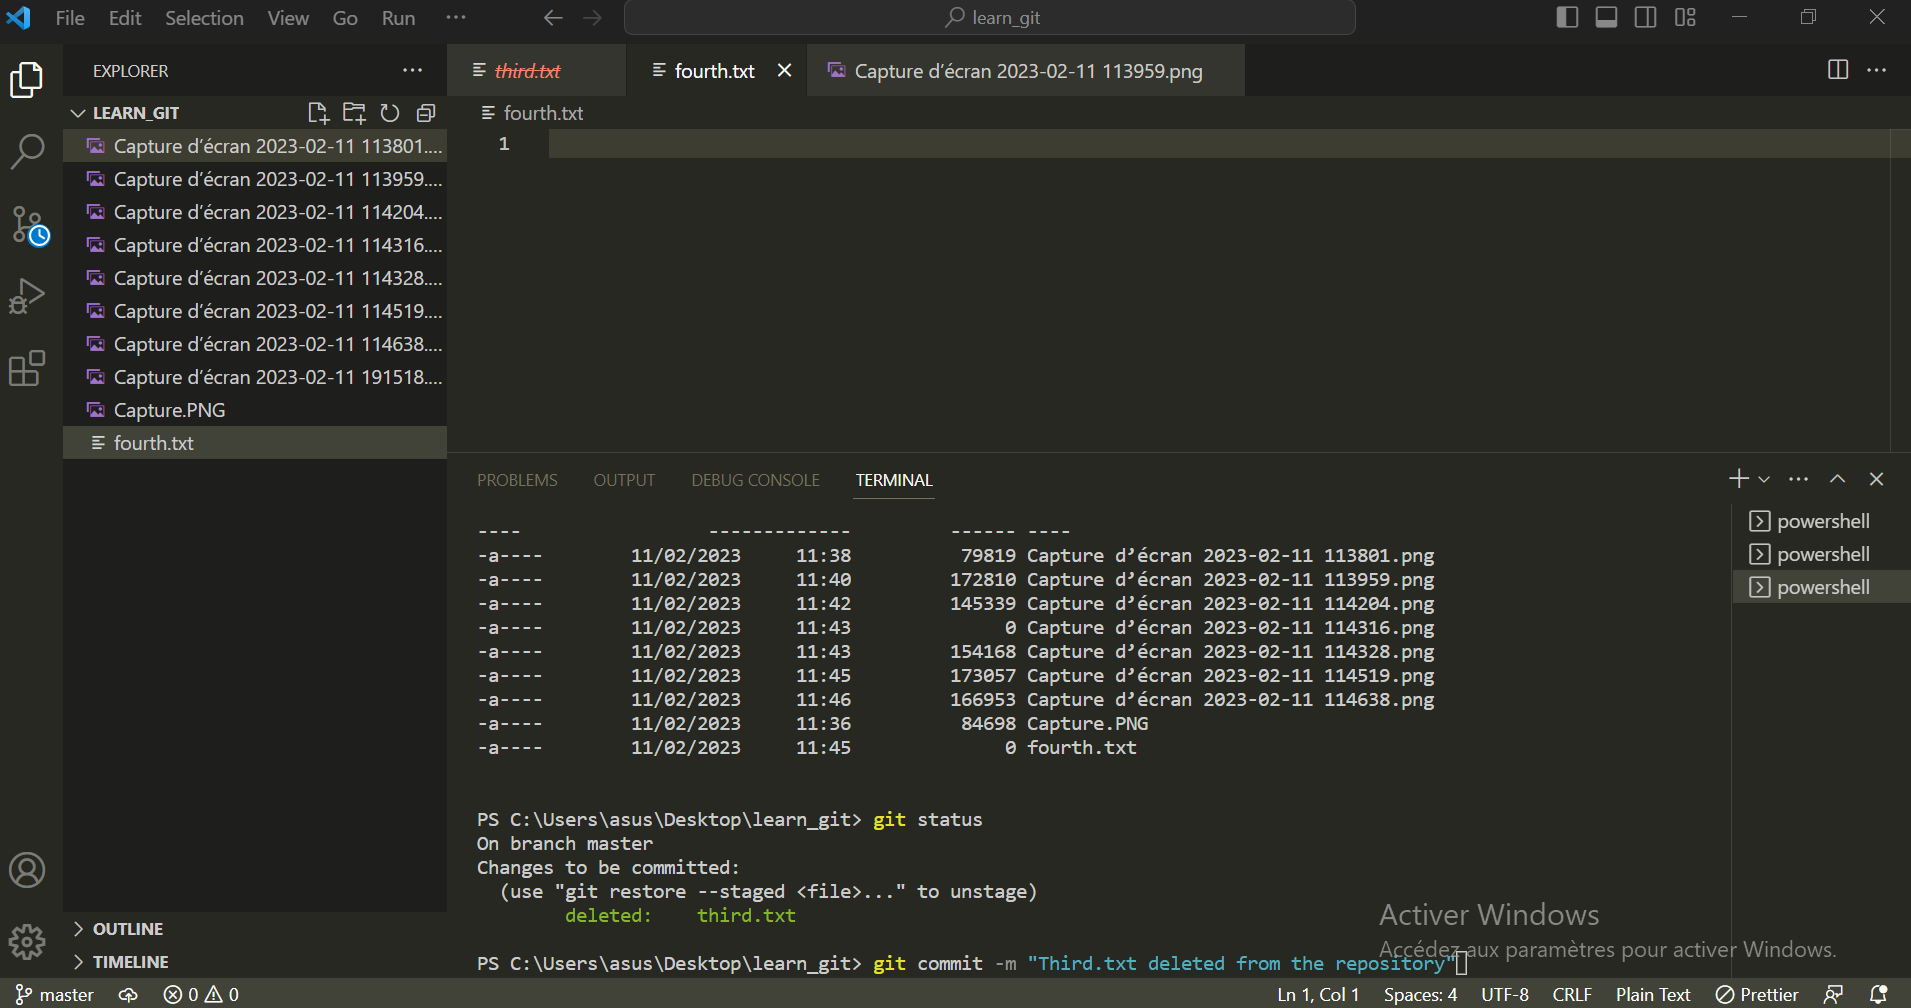 File Edit Selection View Go Run ...
learn_git
EXPLORER
third.txt
fourth.txt
Capture d’écran 2023-02-11 113959.png
LEARN_GIT
fourth.txt
1
Capture d’écran 2023-02-11 113801....
Capture d’écran 2023-02-11 113959....
Capture d’écran 2023-02-11 114204....
Capture d’écran 2023-02-11 114316....
Capture d’écran 2023-02-11 114328....
Capture d’écran 2023-02-11 114519....
Capture d’écran 2023-02-11 114638....
Capture d’écran 2023-02-11 191518....
Capture.PNG
fourth.txt
OUTLINE
TIMELINE
PROBLEMS OUTPUT DEBUG CONSOLE TERMINAL
---- ------------- ------ ----
-a---- 11/02/2023 11:38 79819 Capture d’écran 2023-02-11 113801.png
-a---- 11/02/2023 11:40 172810 Capture d’écran 2023-02-11 113959.png
-a---- 11/02/2023 11:42 145339 Capture d’écran 2023-02-11 114204.png
-a---- 11/02/2023 11:43 0 Capture d’écran 2023-02-11 114316.png
-a---- 11/02/2023 11:43 154168 Capture d’écran 2023-02-11 114328.png
-a---- 11/02/2023 11:45 173057 Capture d’écran 2023-02-11 114519.png
-a---- 11/02/2023 11:46 166953 Capture d’écran 2023-02-11 114638.png
-a---- 11/02/2023 11:36 84698 Capture.PNG
-a---- 11/02/2023 11:45 0 fourth.txt
PS C:\Users\asus\Desktop\learn_git> git status
On branch master
Changes to be committed:
(use "git restore --staged <file>..." to unstage)
deleted: third.txt
PS C:\Users\asus\Desktop\learn_git> git commit -m "Third.txt deleted from the repository"
powershell
powershell
powershell
Activer Windows
Accédez aux paramètres pour activer Windows.
master 0 0 Ln 1, Col 1 Spaces: 4 UTF-8 CRLF Plain Text Prettier